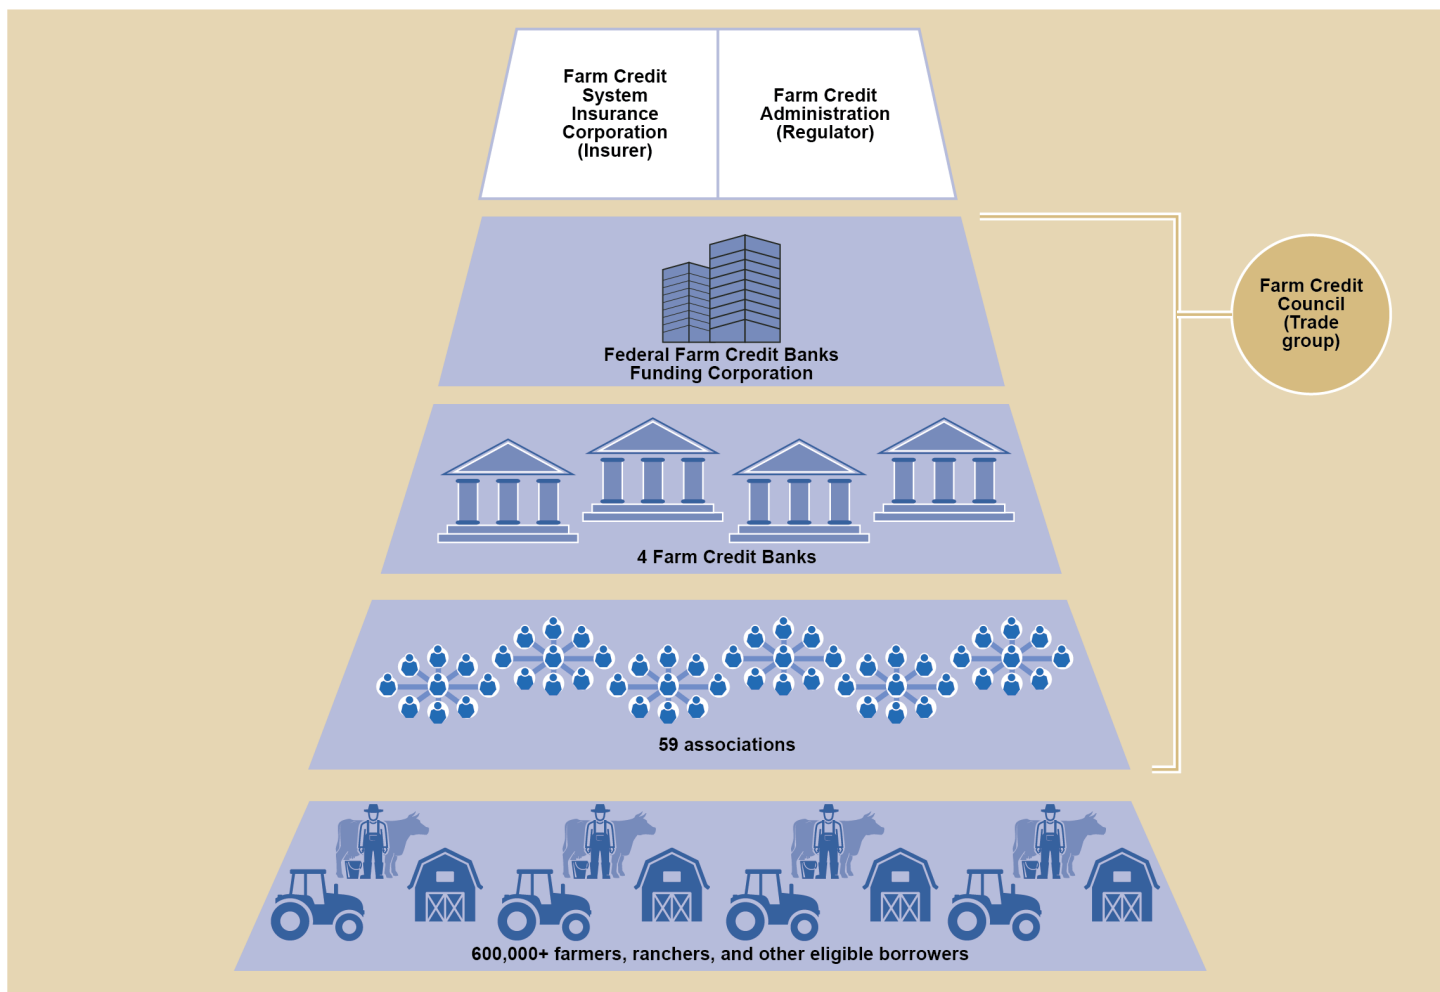 Farm Credit
System
Insurance
Corporation
(Insurer)
Farm Credit
Administration
(Regulator)
Federal Farm Credit Banks
Funding Corporation
Farm Credit
Council
(Trade
group)
4 Farm Credit Banks
59 associations
600,000+ farmers, ranchers, and other eligible borrowers